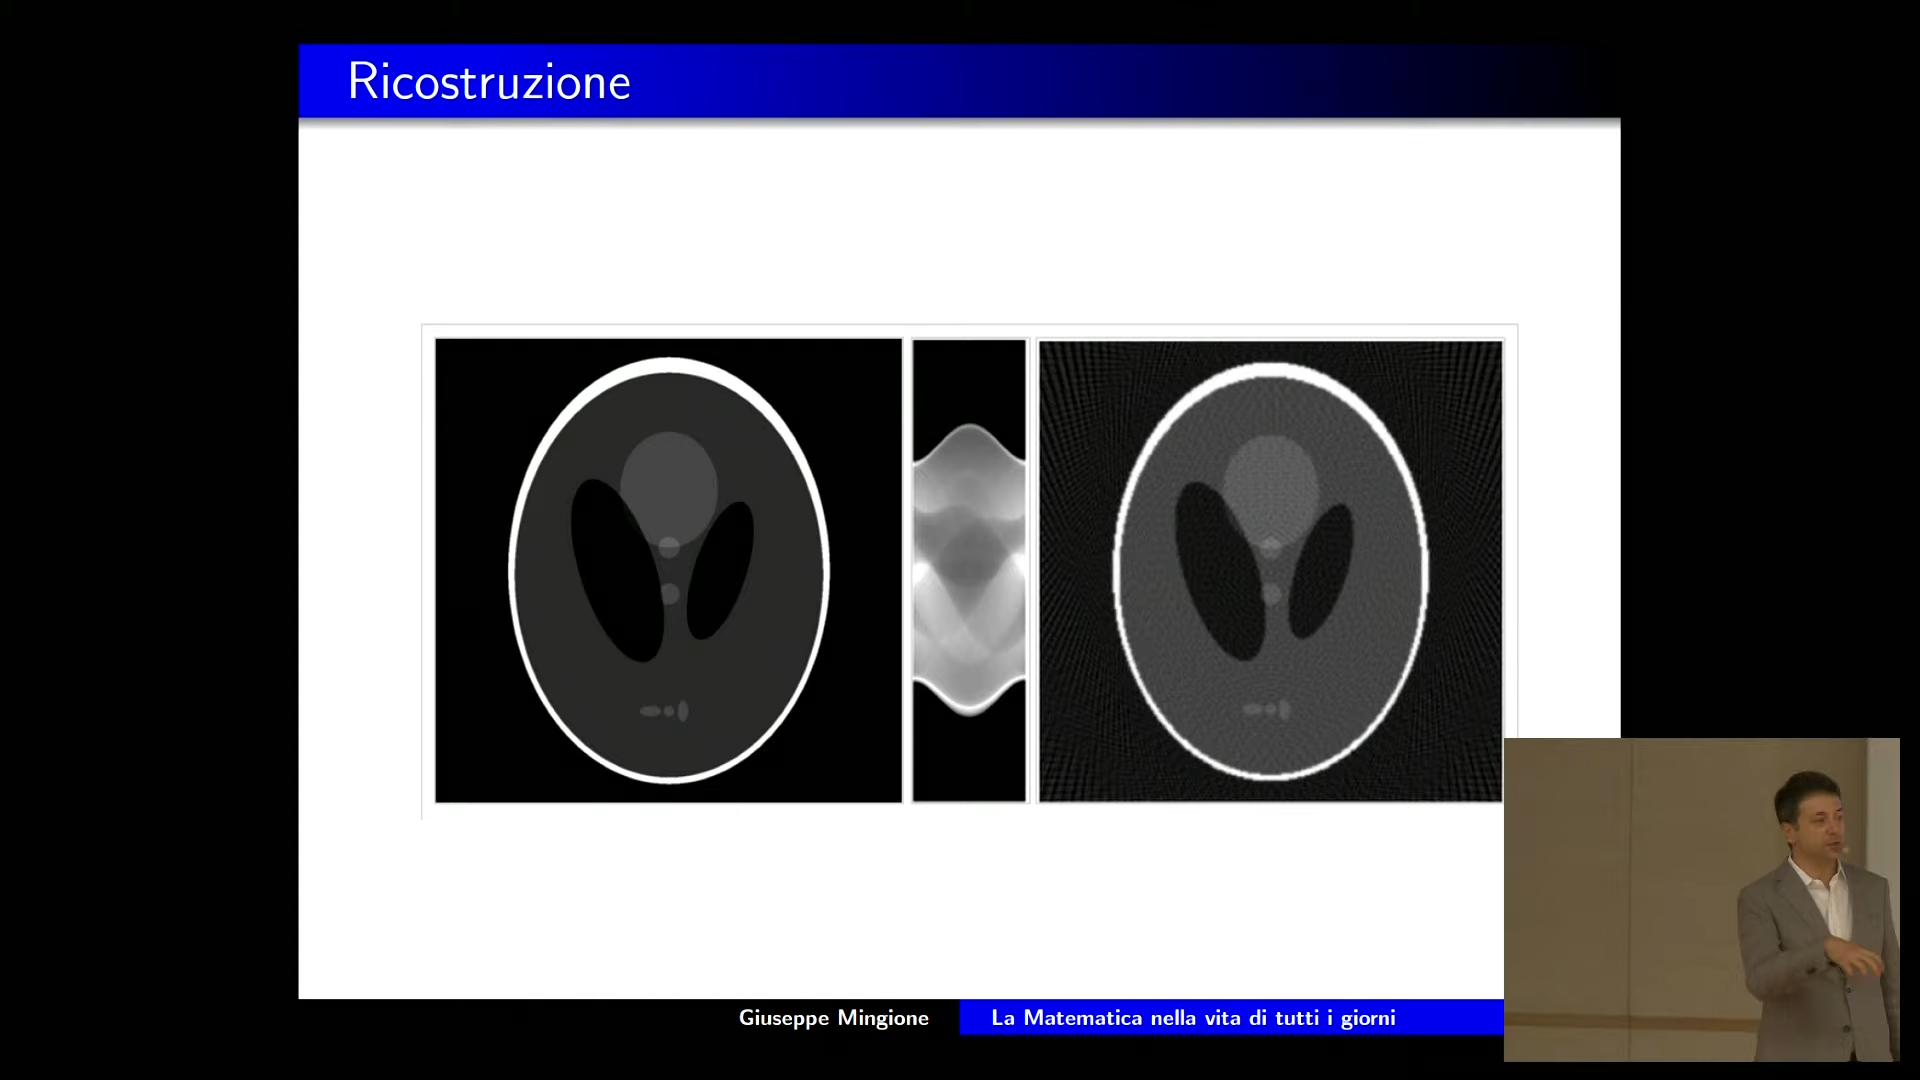 Ricostruzione
Giuseppe Mingione
La Matematica nella vita di tutti i giorni